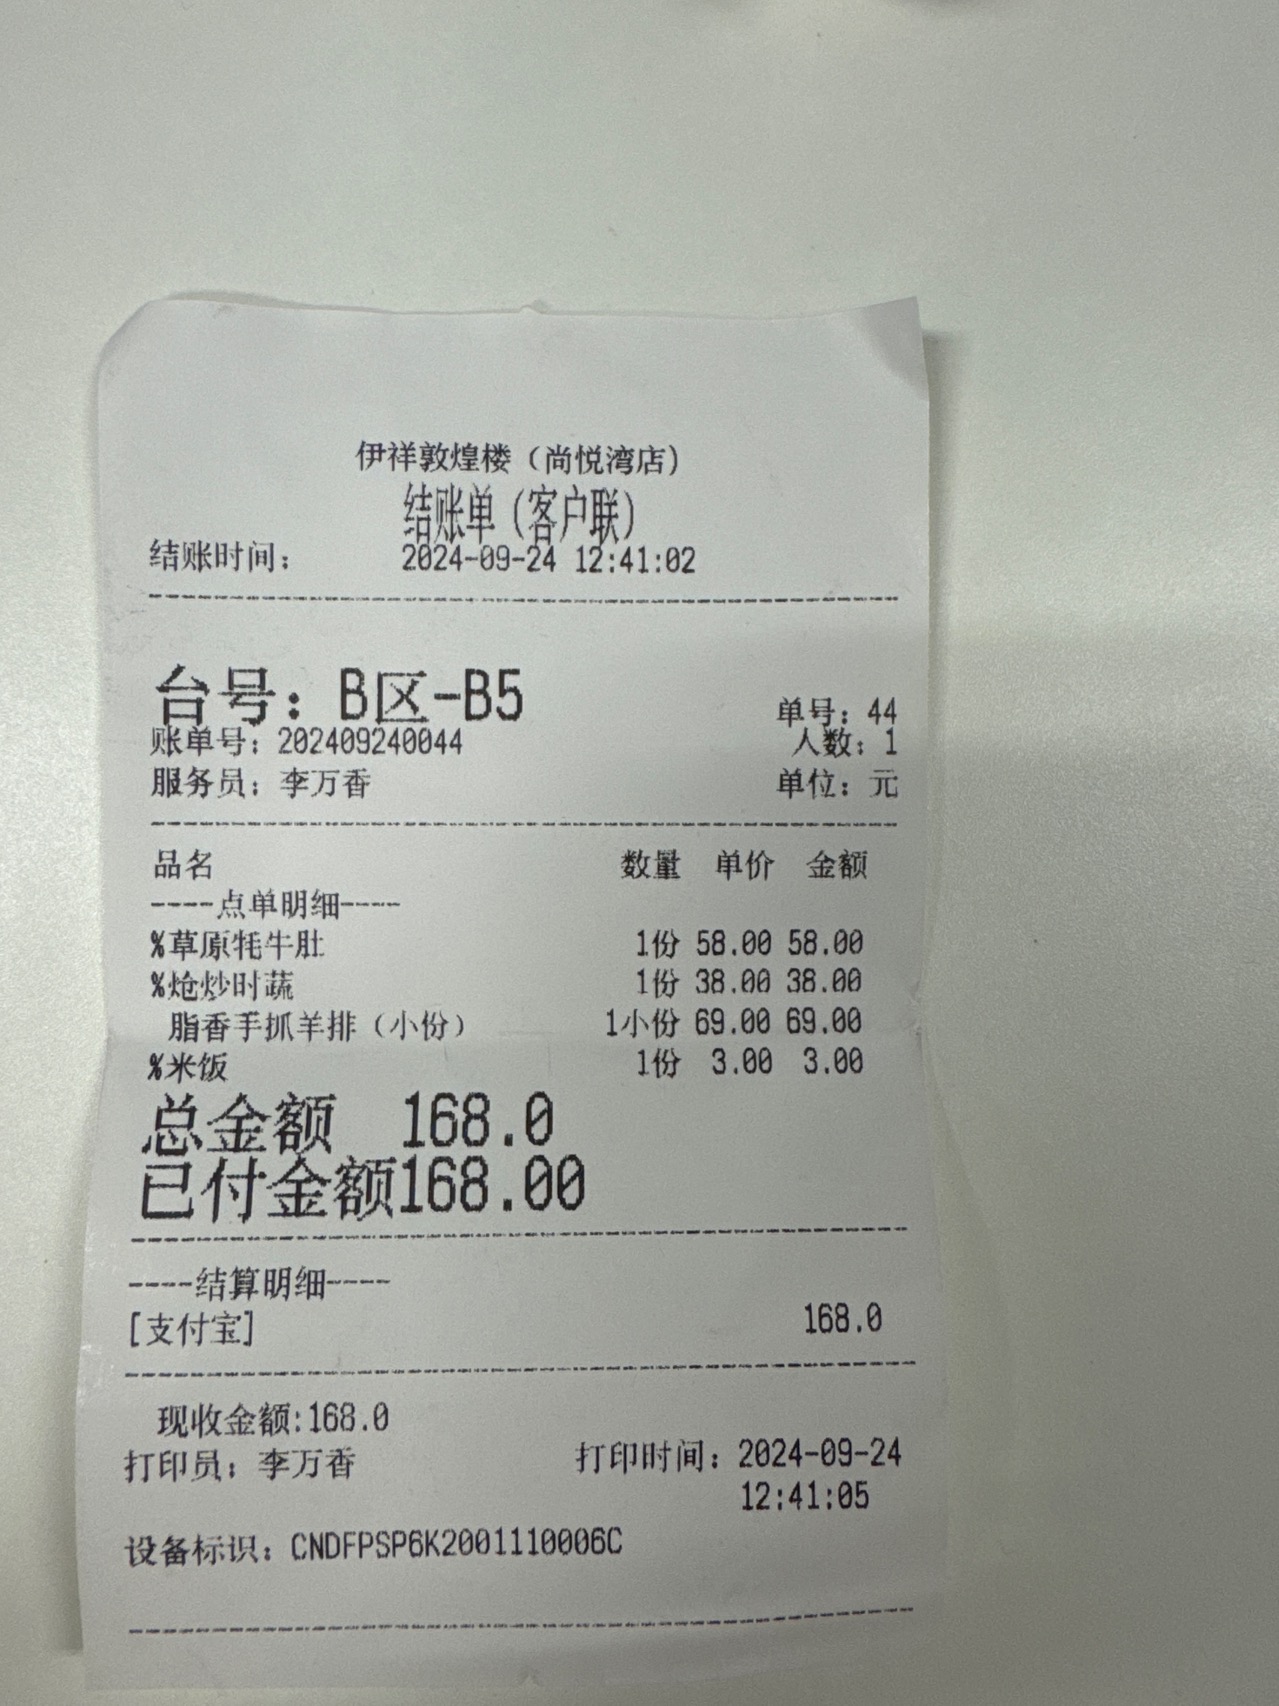 伊祥敦煌楼（尚悦湾店）
结账单（客户联）
结账时间： 2024-09-24 12:41:02
台号：B区-B5
单号：44
账单号：202409240044 人数：1
服务员：李万香 单位：元
品名 数量 单价 金额
----点单明细----
%草原牦牛肚 1份 58.00 58.00
%炝炒时蔬 1份 38.00 38.00
脂香手抓羊排（小份） 1小份 69.00 69.00
%米饭 1份 3.00 3.00
总金额 168.0
已付金额168.00
----结算明细----
[支付宝] 168.0
现收金额:168.0
打印员：李万香 打印时间：2024-09-24
12:41:05
设备标识：CNDFPSP6K2001110006C